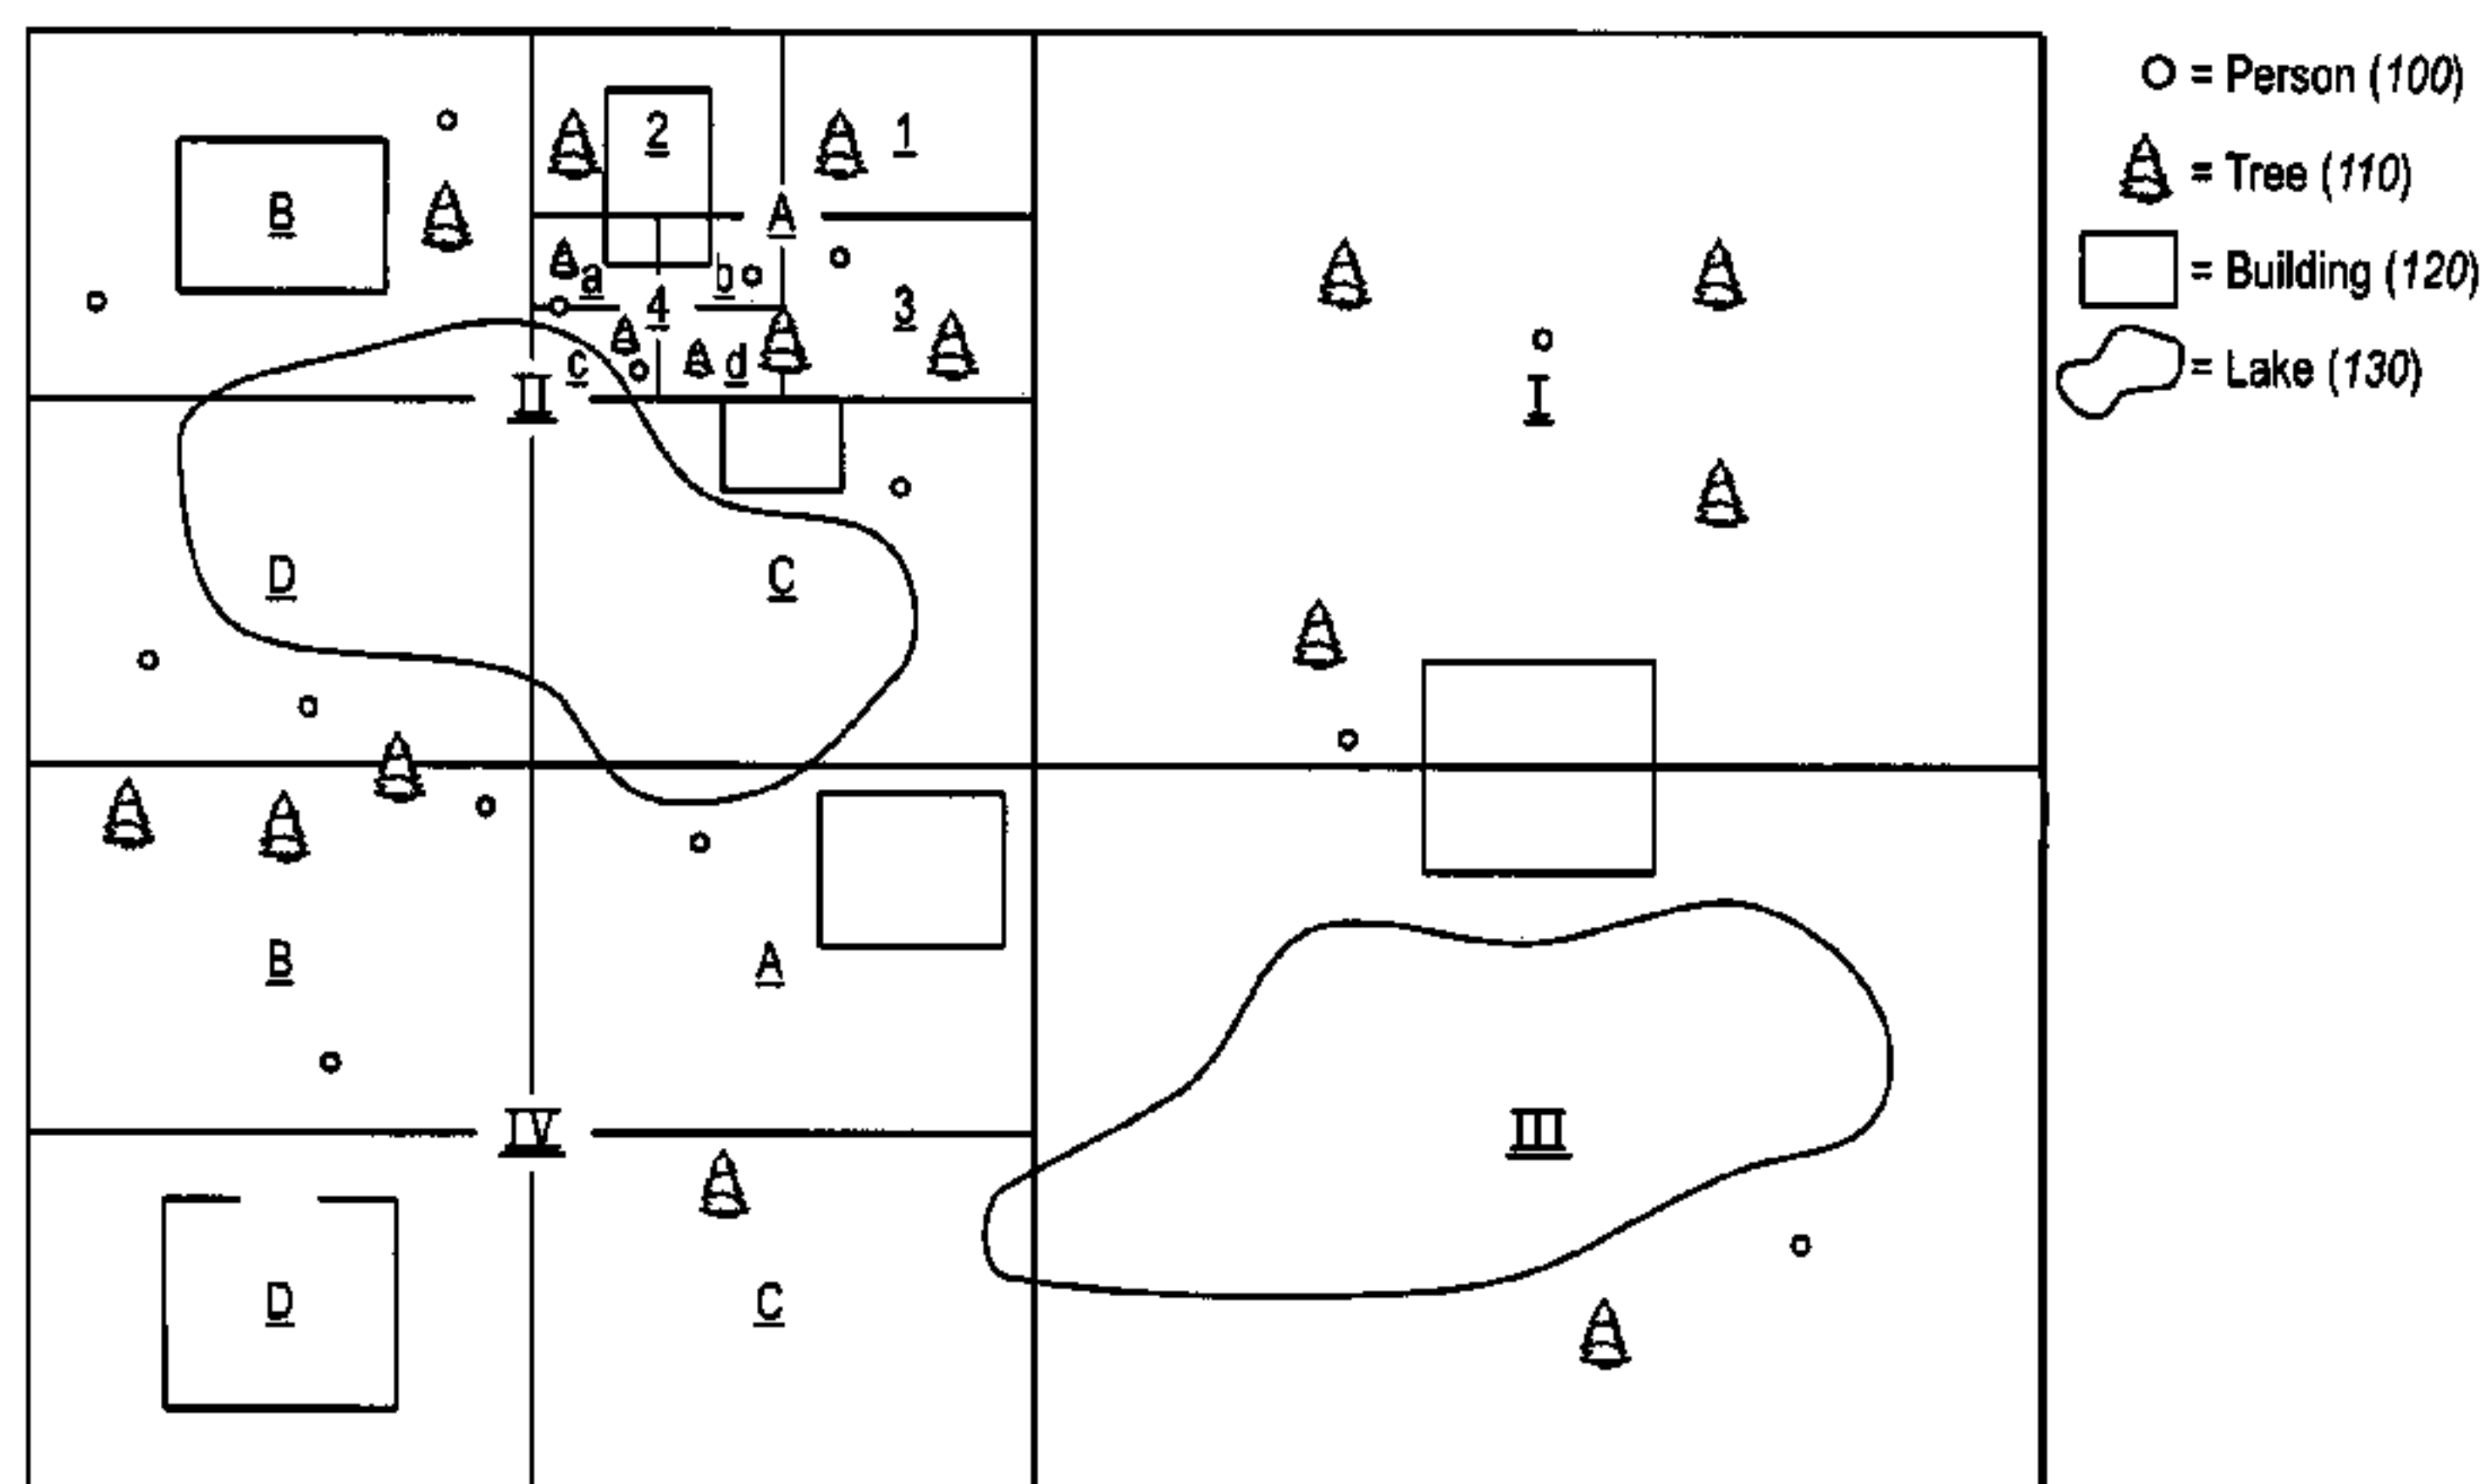 O = Person (100)
= Tree (110)
= Building (120)
= Lake (130)
2
1
B
A
a
b
4
3
c
d
II
I
D
C
B
A
IV
III
D
C